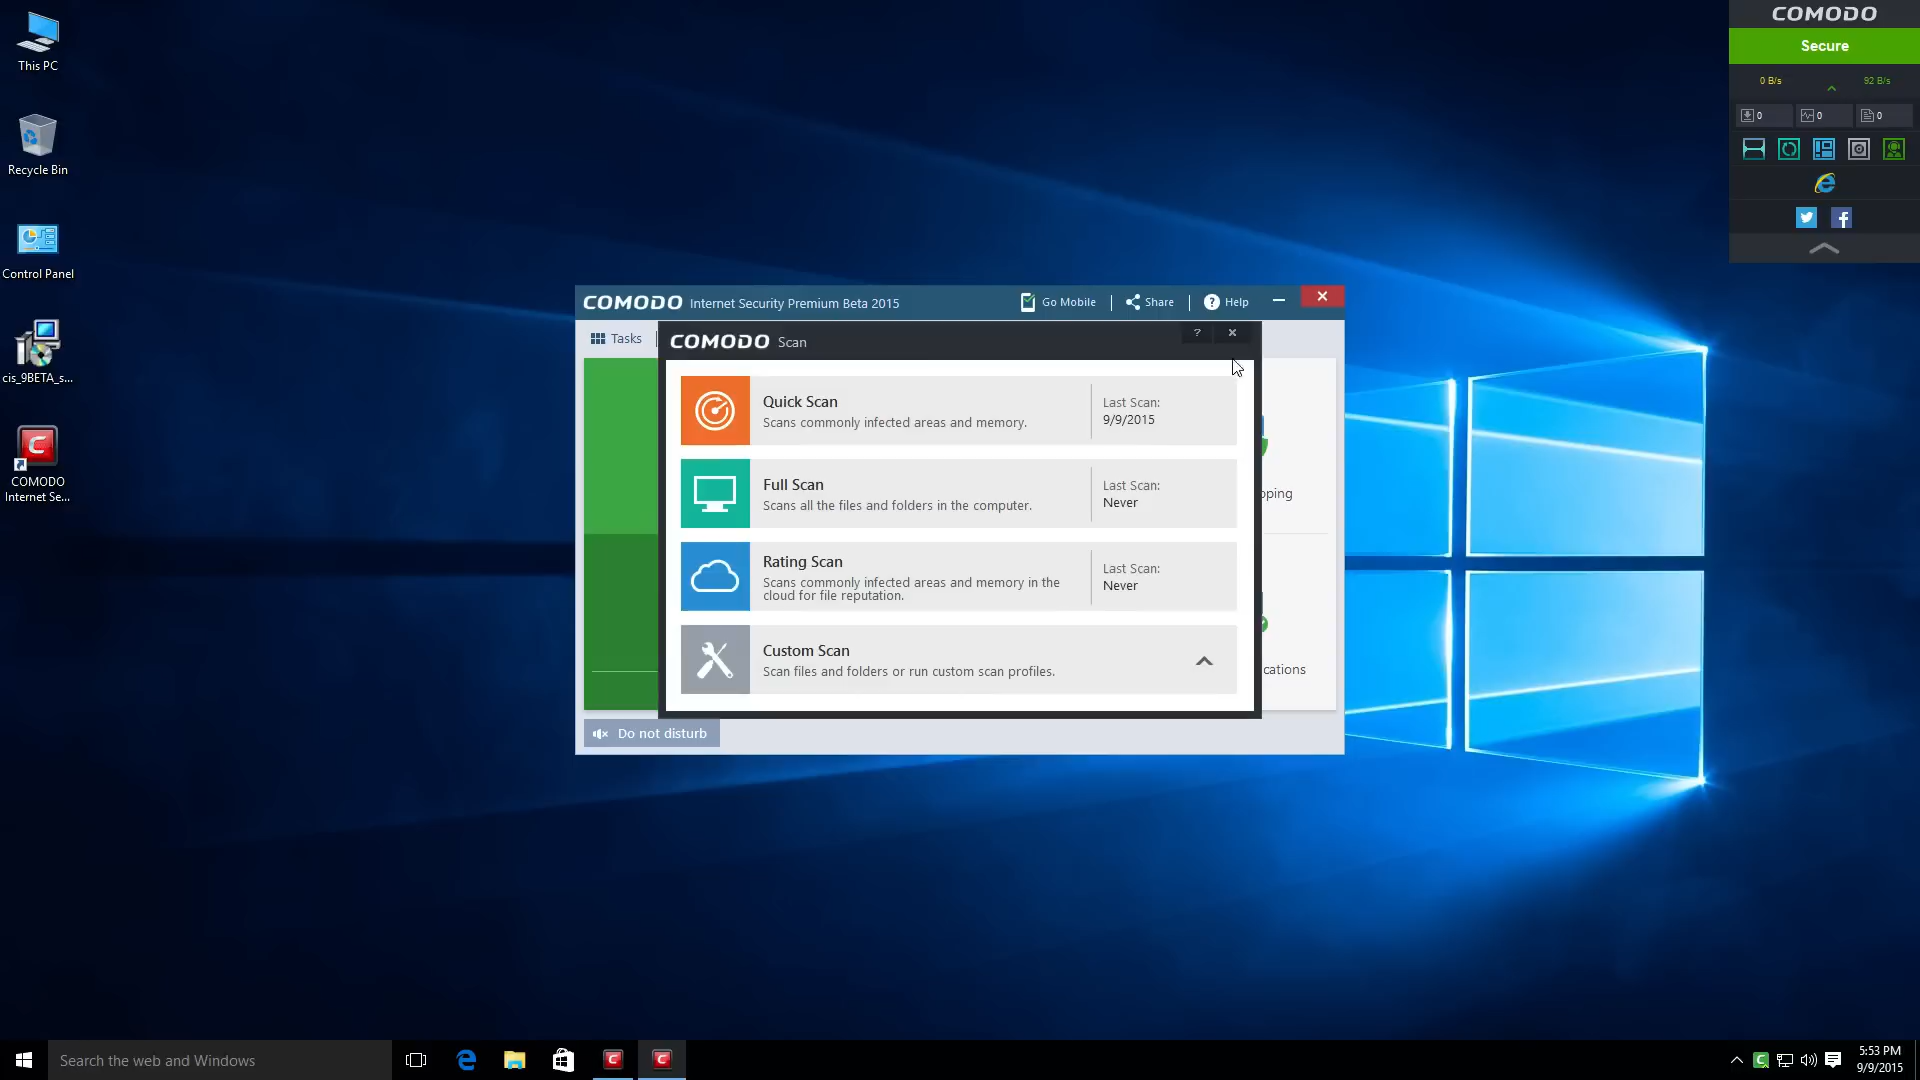 This PC
Recycle Bin
Control Panel
cis_9BETA_s...
COMODO
Internet Se...
COMODO
Secure
0 B/s
92 B/s
0
0
0
COMODO Internet Security Premium Beta 2015
Go Mobile
Share
? Help
Tasks
COMODO Scan
?
Quick Scan
Scans commonly infected areas and memory.
Last Scan:
9/9/2015
Full Scan
Scans all the files and folders in the computer.
Last Scan:
Never
Rating Scan
Scans commonly infected areas and memory in the
cloud for file reputation.
Last Scan:
Never
Custom Scan
Scan files and folders or run custom scan profiles.
pping
cations
Do not disturb
Search the web and Windows
5:53 PM
9/9/2015